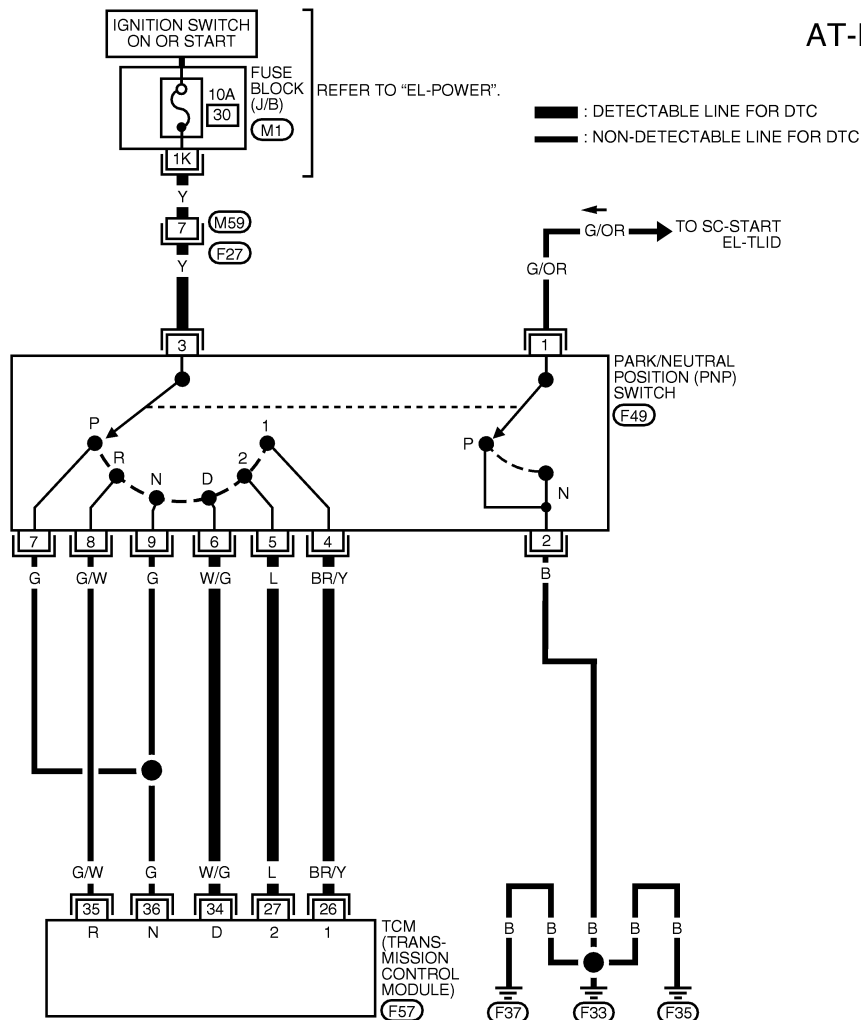 IGNITION SWITCH
ON OR START
AT-
FUSE
BLOCK
(J/B)
REFER TO “EL-POWER”.
10A
30
M1
: DETECTABLE LINE FOR DTC
: NON-DETECTABLE LINE FOR DTC
1K
Y
7
M59
F27
Y
G/OR
TO SC-START
EL-TLID
G/OR
3
1
PARK/NEUTRAL
POSITION (PNP)
SWITCH
F49
P
R
N
D
2
1
P
N
7
8
9
6
5
4
2
G
G/W
G
W/G
L
BR/Y
B
G/W
G
W/G
L
BR/Y
35
36
34
27
26
R
N
D
2
1
TCM
(TRANS-
MISSION
CONTROL
MODULE)
F57
B
B
B
B
B
F37
F33
F35